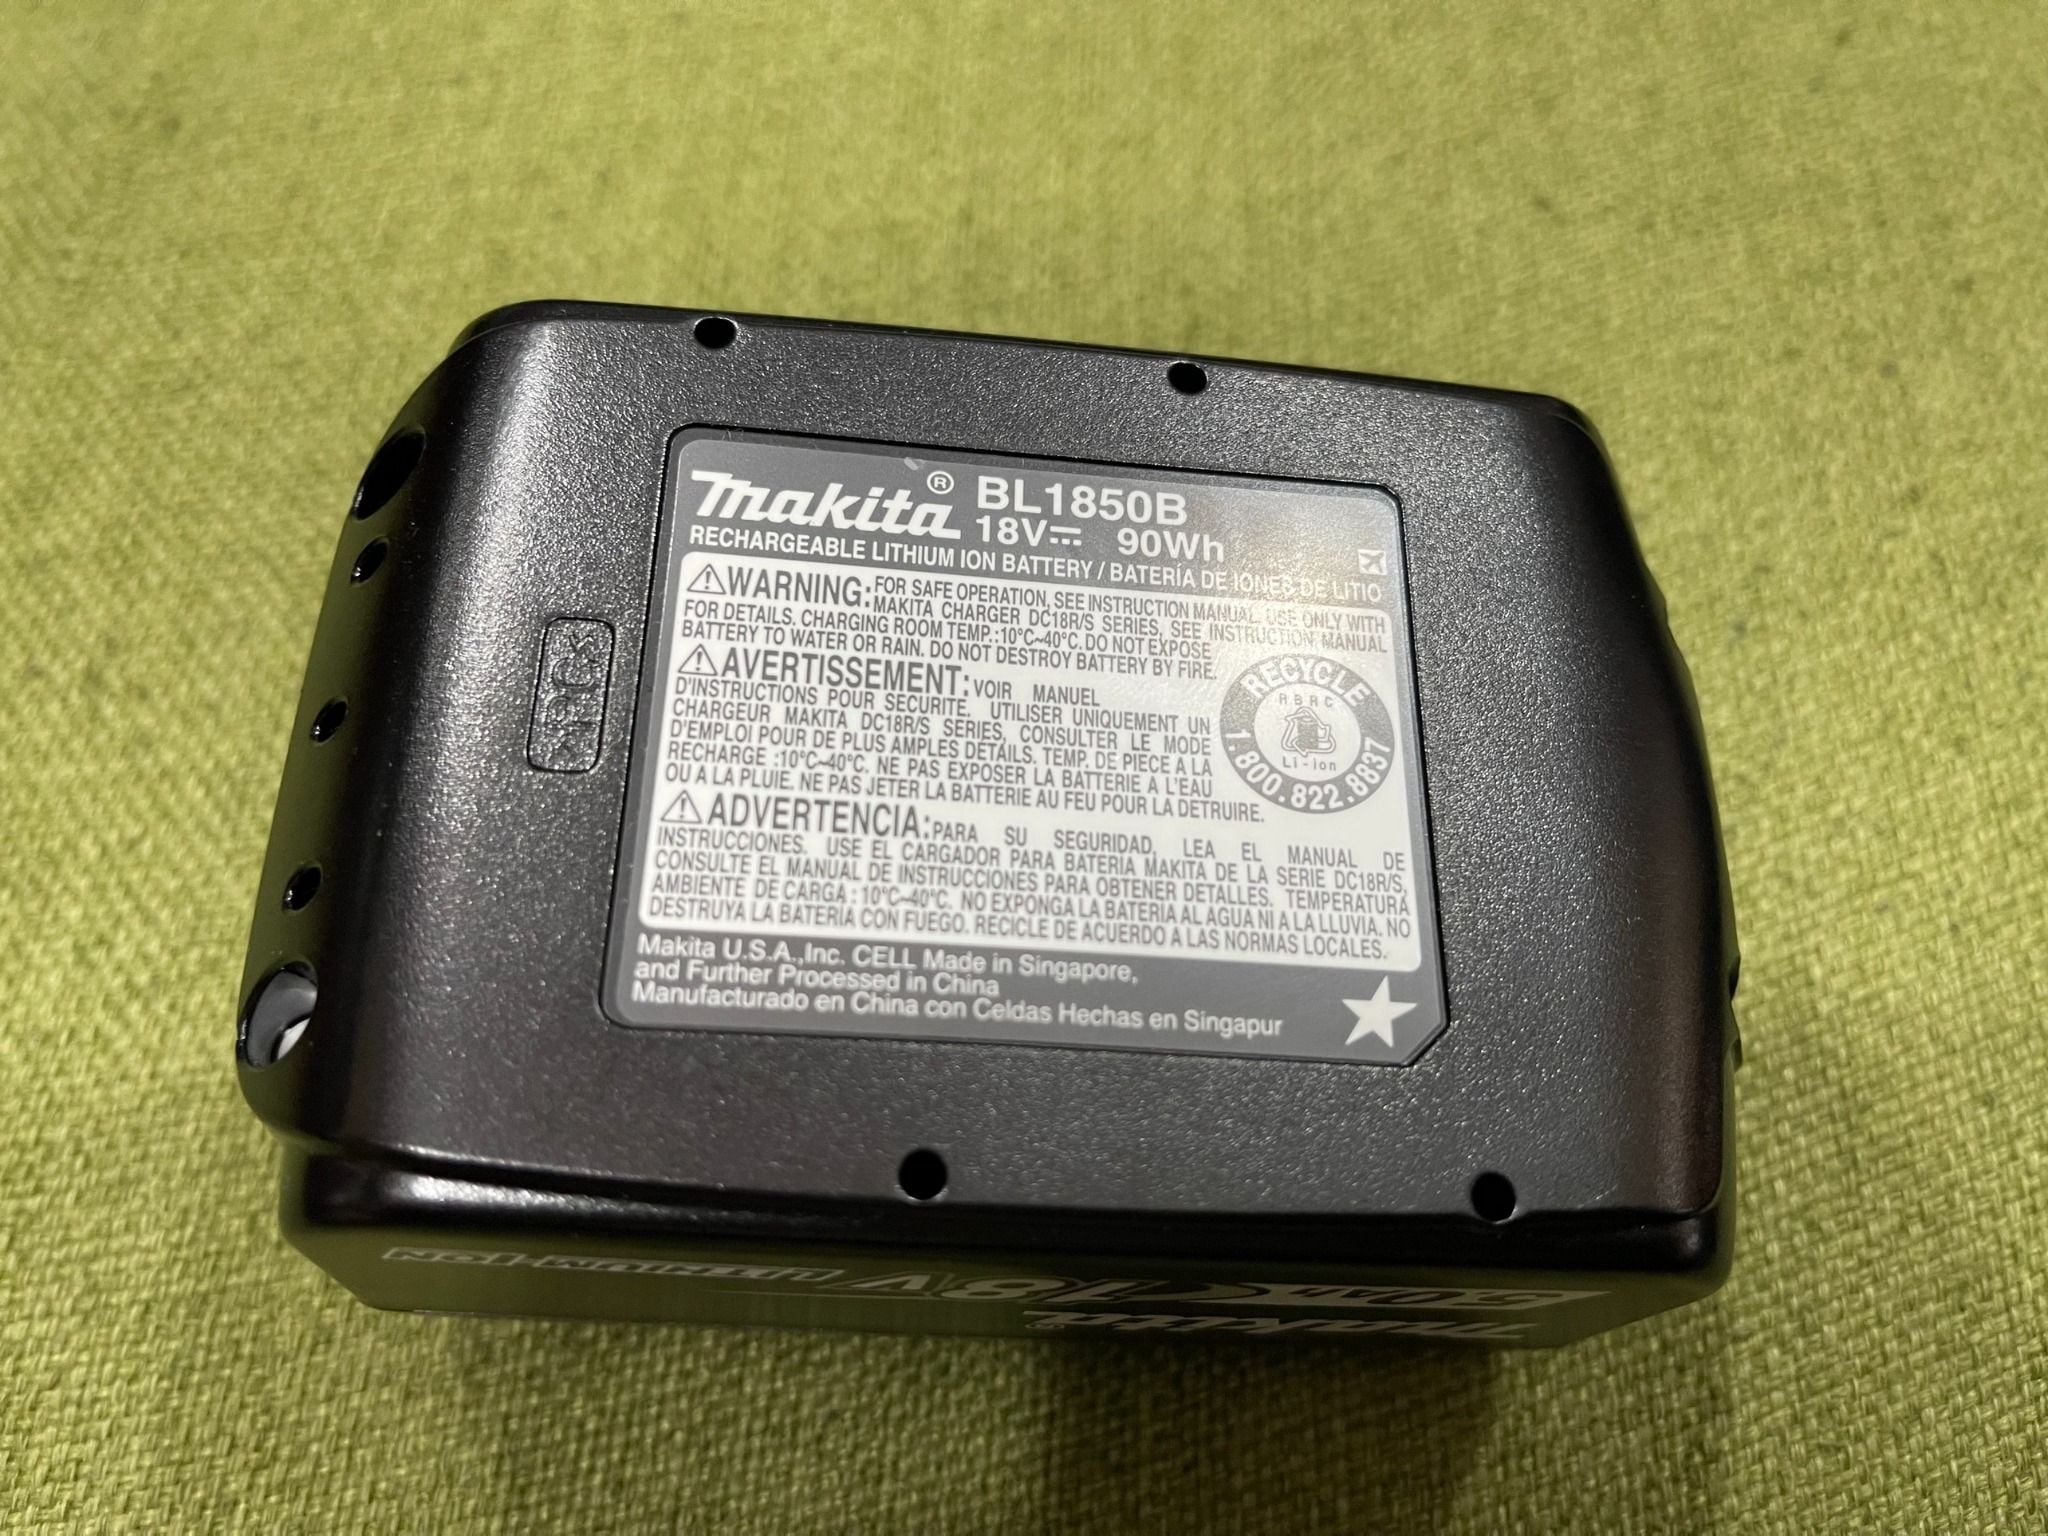 Makita® BL1850B
18V 90Wh
RECHARGEABLE LITHIUM ION BATTERY / BATERÍA DE IONES DE LITIO
WARNING: FOR SAFE OPERATION, SEE INSTRUCTION MANUAL. USE ONLY WITH
MAKITA CHARGER DC18R/S SERIES, SEE INSTRUCTION MANUAL
FOR DETAILS. CHARGING ROOM TEMP.:10°C~40°C. DO NOT EXPOSE
BATTERY TO WATER OR RAIN. DO NOT DESTROY BATTERY BY FIRE.
AVERTISSEMENT: VOIR MANUEL
D'INSTRUCTIONS POUR SECURITE. UTILISER UNIQUEMENT UN
CHARGEUR MAKITA DC18R/S SERIES, CONSULTER LE MODE
D'EMPLOI POUR DE PLUS AMPLES DETAILS. TEMP. DE PIECE A LA
RECHARGE :10°C~40°C. NE PAS EXPOSER LA BATTERIE A L'EAU
OU A LA PLUIE. NE PAS JETER LA BATTERIE AU FEU POUR LA DETRUIRE.
RECYCLE
RBRC
Li-ion
1.800.822.8837
ADVERTENCIA: PARA SU SEGURIDAD, LEA EL MANUAL DE
INSTRUCCIONES. USE EL CARGADOR PARA BATERIA MAKITA DE LA SERIE DC18R/S,
CONSULTE EL MANUAL DE INSTRUCCIONES PARA OBTENER DETALLES. TEMPERATURA
AMBIENTE DE CARGA : 10°C~40°C. NO EXPONGA LA BATERIA AL AGUA NI A LA LLUVIA. NO
DESTRUYA LA BATERÍA CON FUEGO. RECICLE DE ACUERDO A LAS NORMAS LOCALES.
Makita U.S.A.,Inc. CELL Made in Singapore,
and Further Processed in China
Manufacturado en China con Celdas Hechas en Singapur
>PC<
makita
5.0Ah 18V LITHIUM-ION